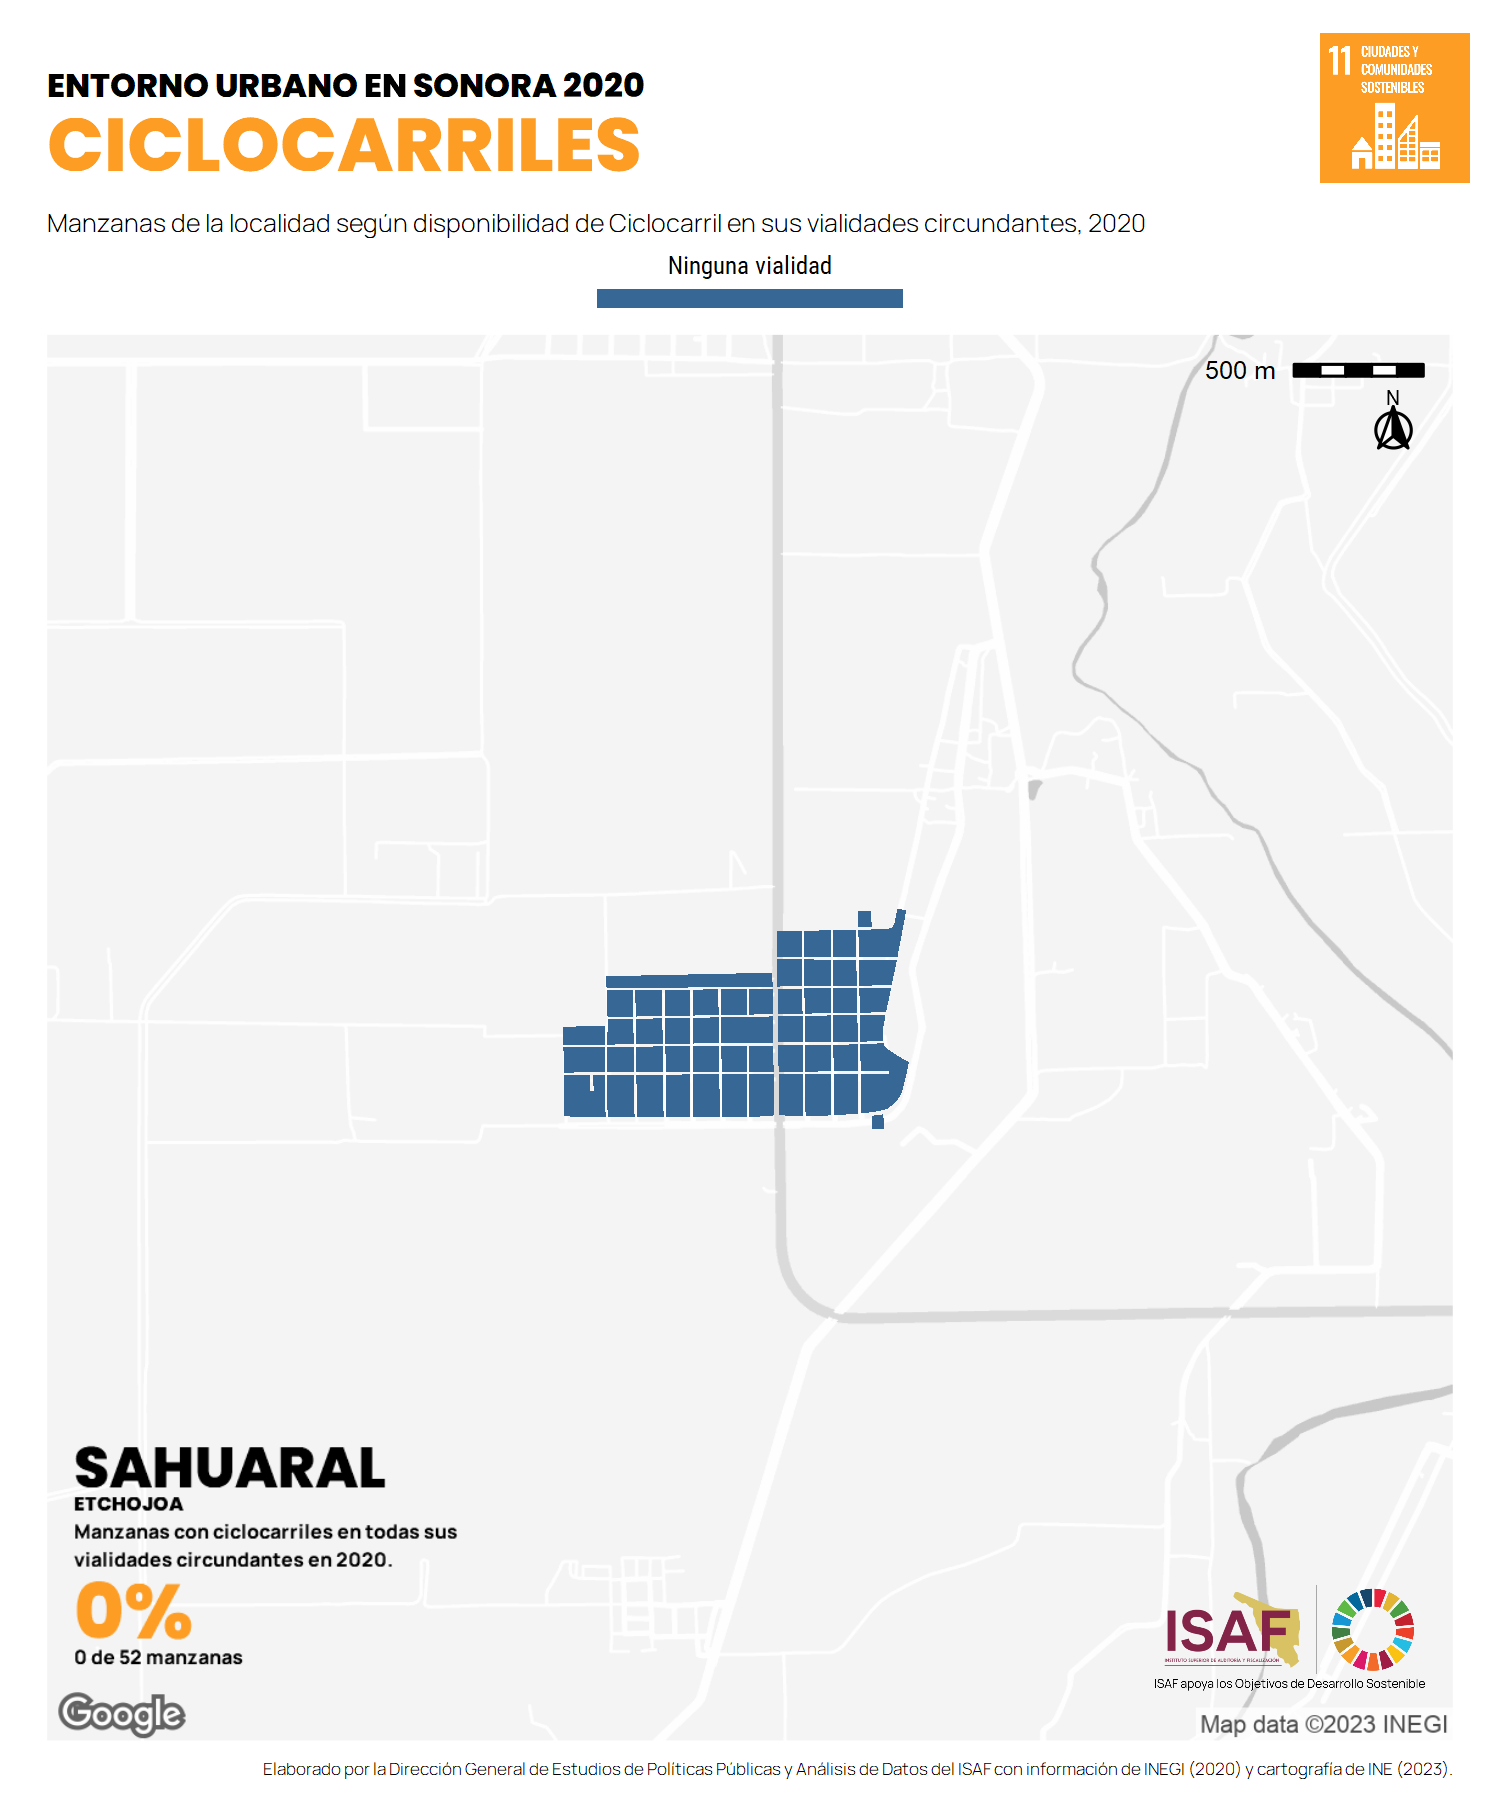 ENTORNO URBANO EN SONORA 2020
CICLOCARRILES
11 CIUDADES Y
COMUNIDADES
SOSTENIBLES
Manzanas de la localidad según disponibilidad de Ciclocarril en sus vialidades circundantes, 2020
Ninguna vialidad
500 m
N
SAHUARAL
ETCHOJOA
Manzanas con ciclocarriles en todas sus
vialidades circundantes en 2020.
0%
0 de 52 manzanas
Google
ISAF
INSTITUTO SUPERIOR DE AUDITORÍA Y FISCALIZACIÓN
ISAF apoya los Objetivos de Desarrollo Sostenible
Map data ©2023 INEGI
Elaborado por la Dirección General de Estudios de Políticas Públicas y Análisis de Datos del ISAF con información de INEGI (2020) y cartografía de INE (2023).